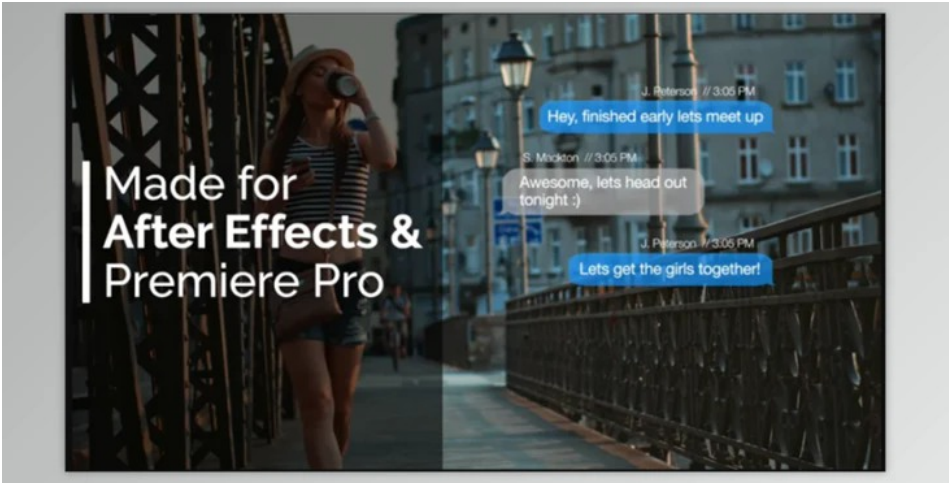 Made for
After Effects &
Premiere Pro
J. Peterson // 3:05 PM
Hey, finished early lets meet up
S. Mackton // 3:05 PM
Awesome, lets head out
tonight :)
J. Peterson // 3:05 PM
Lets get the girls together!